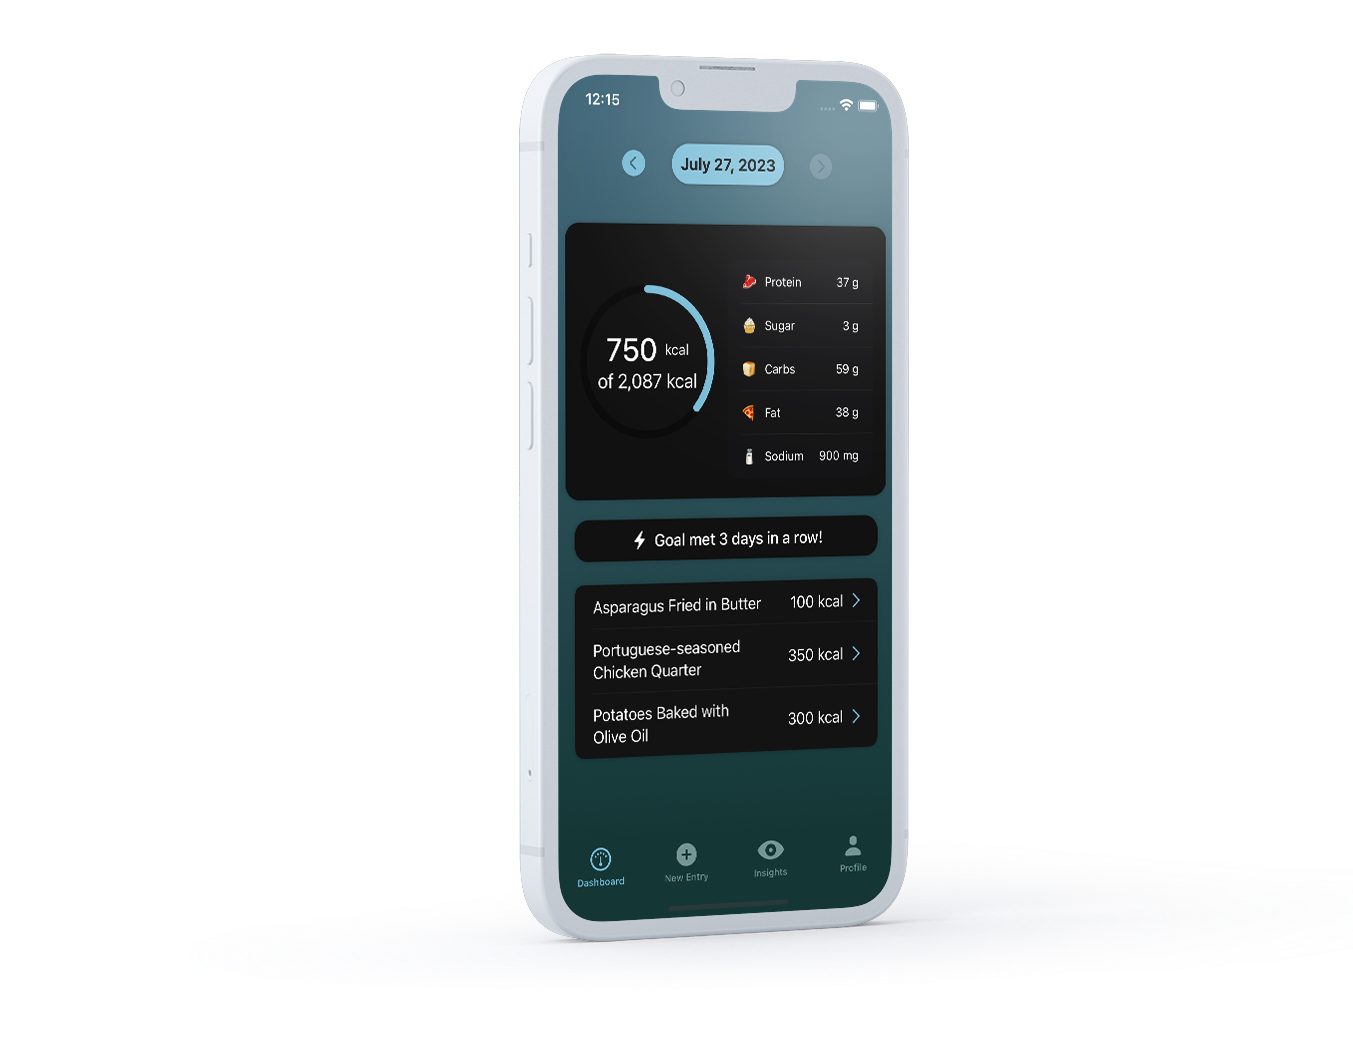 12:15
July 27, 2023
Protein 37 g
Sugar 3 g
750 kcal
of 2,087 kcal
Carbs 59 g
Fat 38 g
Sodium 900 mg
Goal met 3 days in a row!
Asparagus Fried in Butter 100 kcal
Portuguese-seasoned
Chicken Quarter
350 kcal
Potatoes Baked with
Olive Oil
300 kcal
Dashboard
New Entry
Insights
Profile